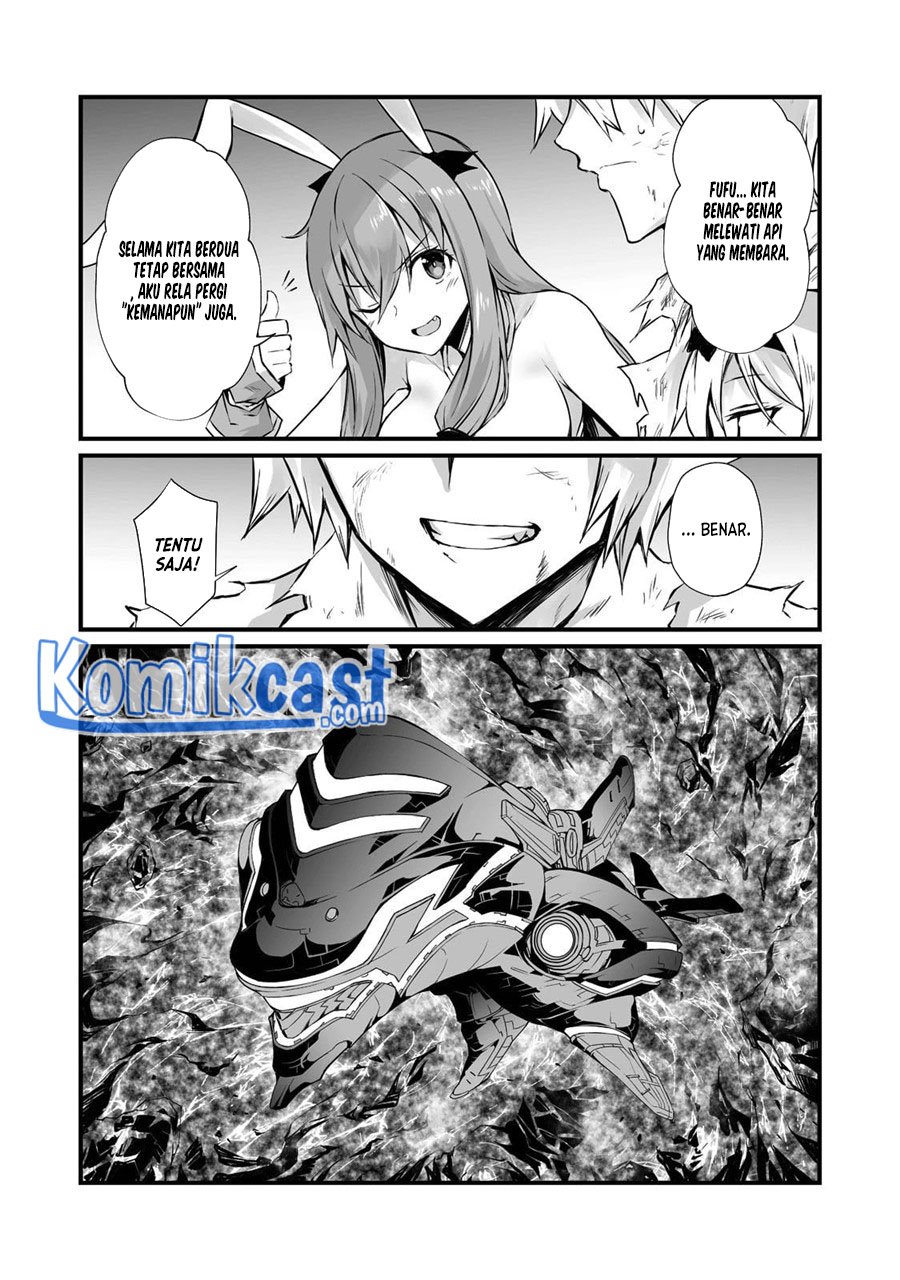 FUFU... KITA
BENAR-BENAR
MELEWATI API
YANG MEMBARA.
SELAMA KITA BERDUA
TETAP BERSAMA
, AKU RELA PERGI
"KEMANAPUN" JUGA.
... BENAR.
TENTU
SAJA!
Komikcast
.com